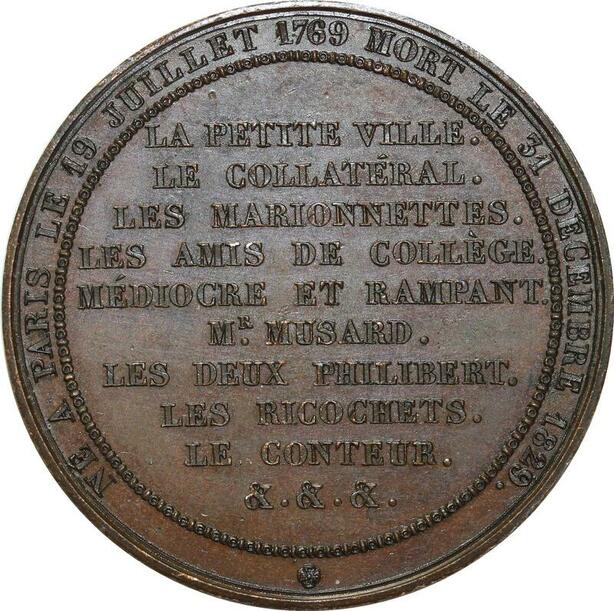 NÉ A PARIS LE 19 JUILLET 1769 MORT LE 31 DECEMBRE 1829.
LA PETITE VILLE.
LE COLLATÉRAL.
LES MARIONNETTES.
LES AMIS DE COLLÈGE.
MÉDIOCRE ET RAMPANT.
MR. MUSARD.
LES DEUX PHILIBERT.
LES RICOCHETS.
LE CONTEUR.
&.&.&.